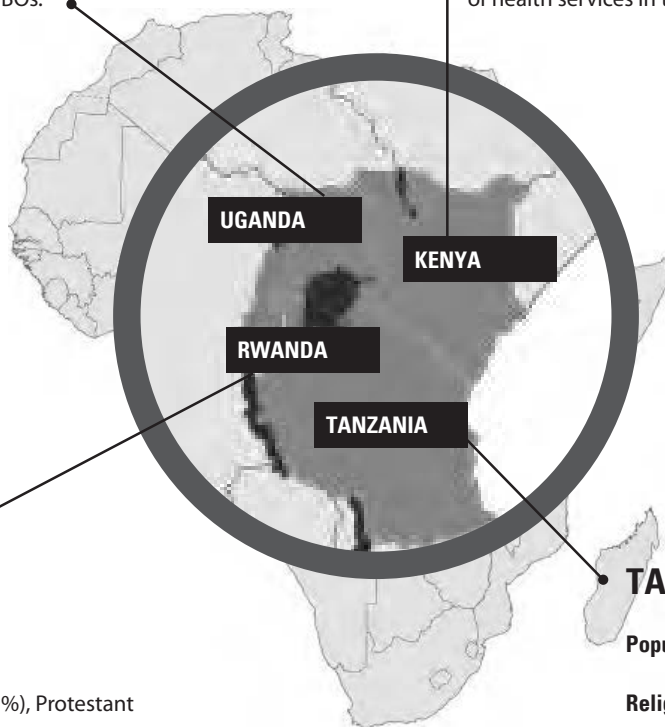 BOs.
of health services in t
UGANDA
KENYA
RWANDA
TANZANIA
TA
Popu
%), Protestant
Relig